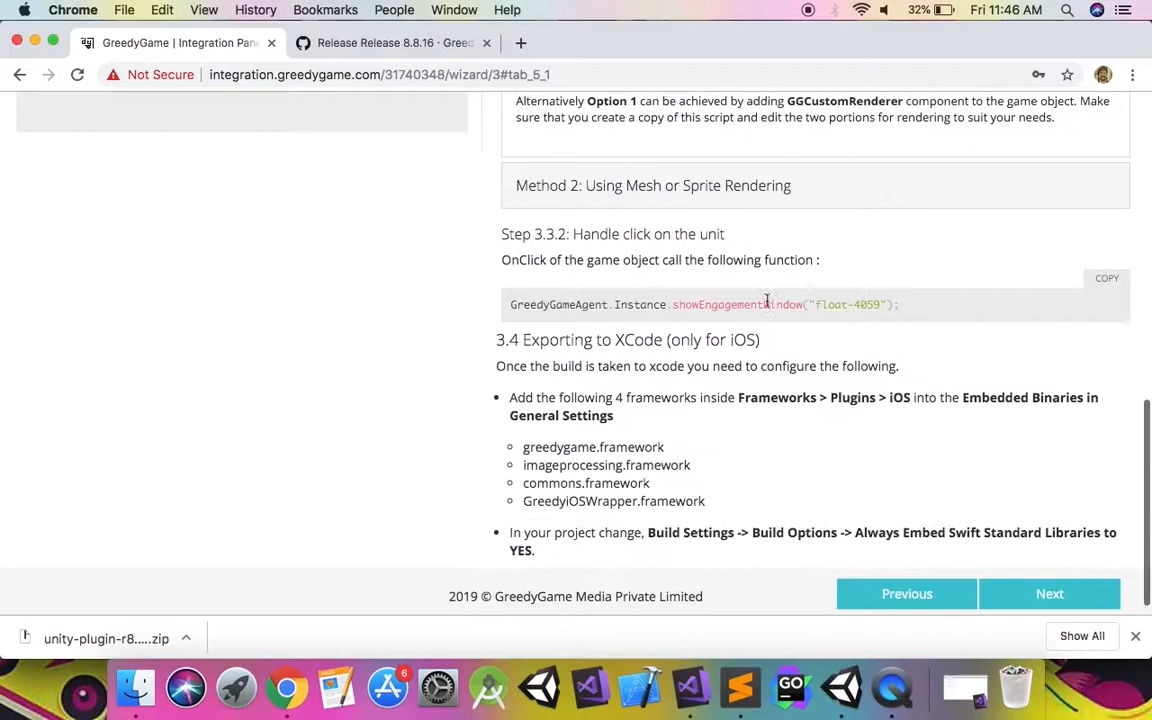 Chrome File Edit View History Bookmarks People Window Help 32% Fri 11:46 AM
GreedyGame | Integration Pan
Release Release 8.8.16 · Greed
Not Secure integration.greedygame.com/31740348/wizard/3#tab_5_1
Alternatively Option 1 can be achieved by adding GGCustomRenderer component to the game object. Make
sure that you create a copy of this script and edit the two portions for rendering to suit your needs.
Method 2: Using Mesh or Sprite Rendering
Step 3.3.2: Handle click on the unit
OnClick of the game object call the following function :
COPY
GreedyGameAgent.Instance.showEngagementWindow("float-4059");
3.4 Exporting to XCode (only for iOS)
Once the build is taken to xcode you need to configure the following.
Add the following 4 frameworks inside Frameworks > Plugins > iOS into the Embedded Binaries in
General Settings
greedygame.framework
imageprocessing.framework
commons.framework
GreedyiOSWrapper.framework
In your project change, Build Settings -> Build Options -> Always Embed Swift Standard Libraries to
YES.
2019 © GreedyGame Media Private Limited
Previous
Next
unity-plugin-r8.....zip
Show All
6
GO